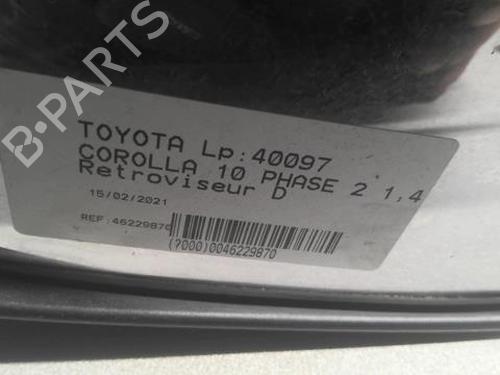 B-PARTS
TOYOTA Lp:40097
COROLLA 10 PHASE 2 1,4
Retroviseur D
15/02/2021
REF:46229870
(7000)0046229870